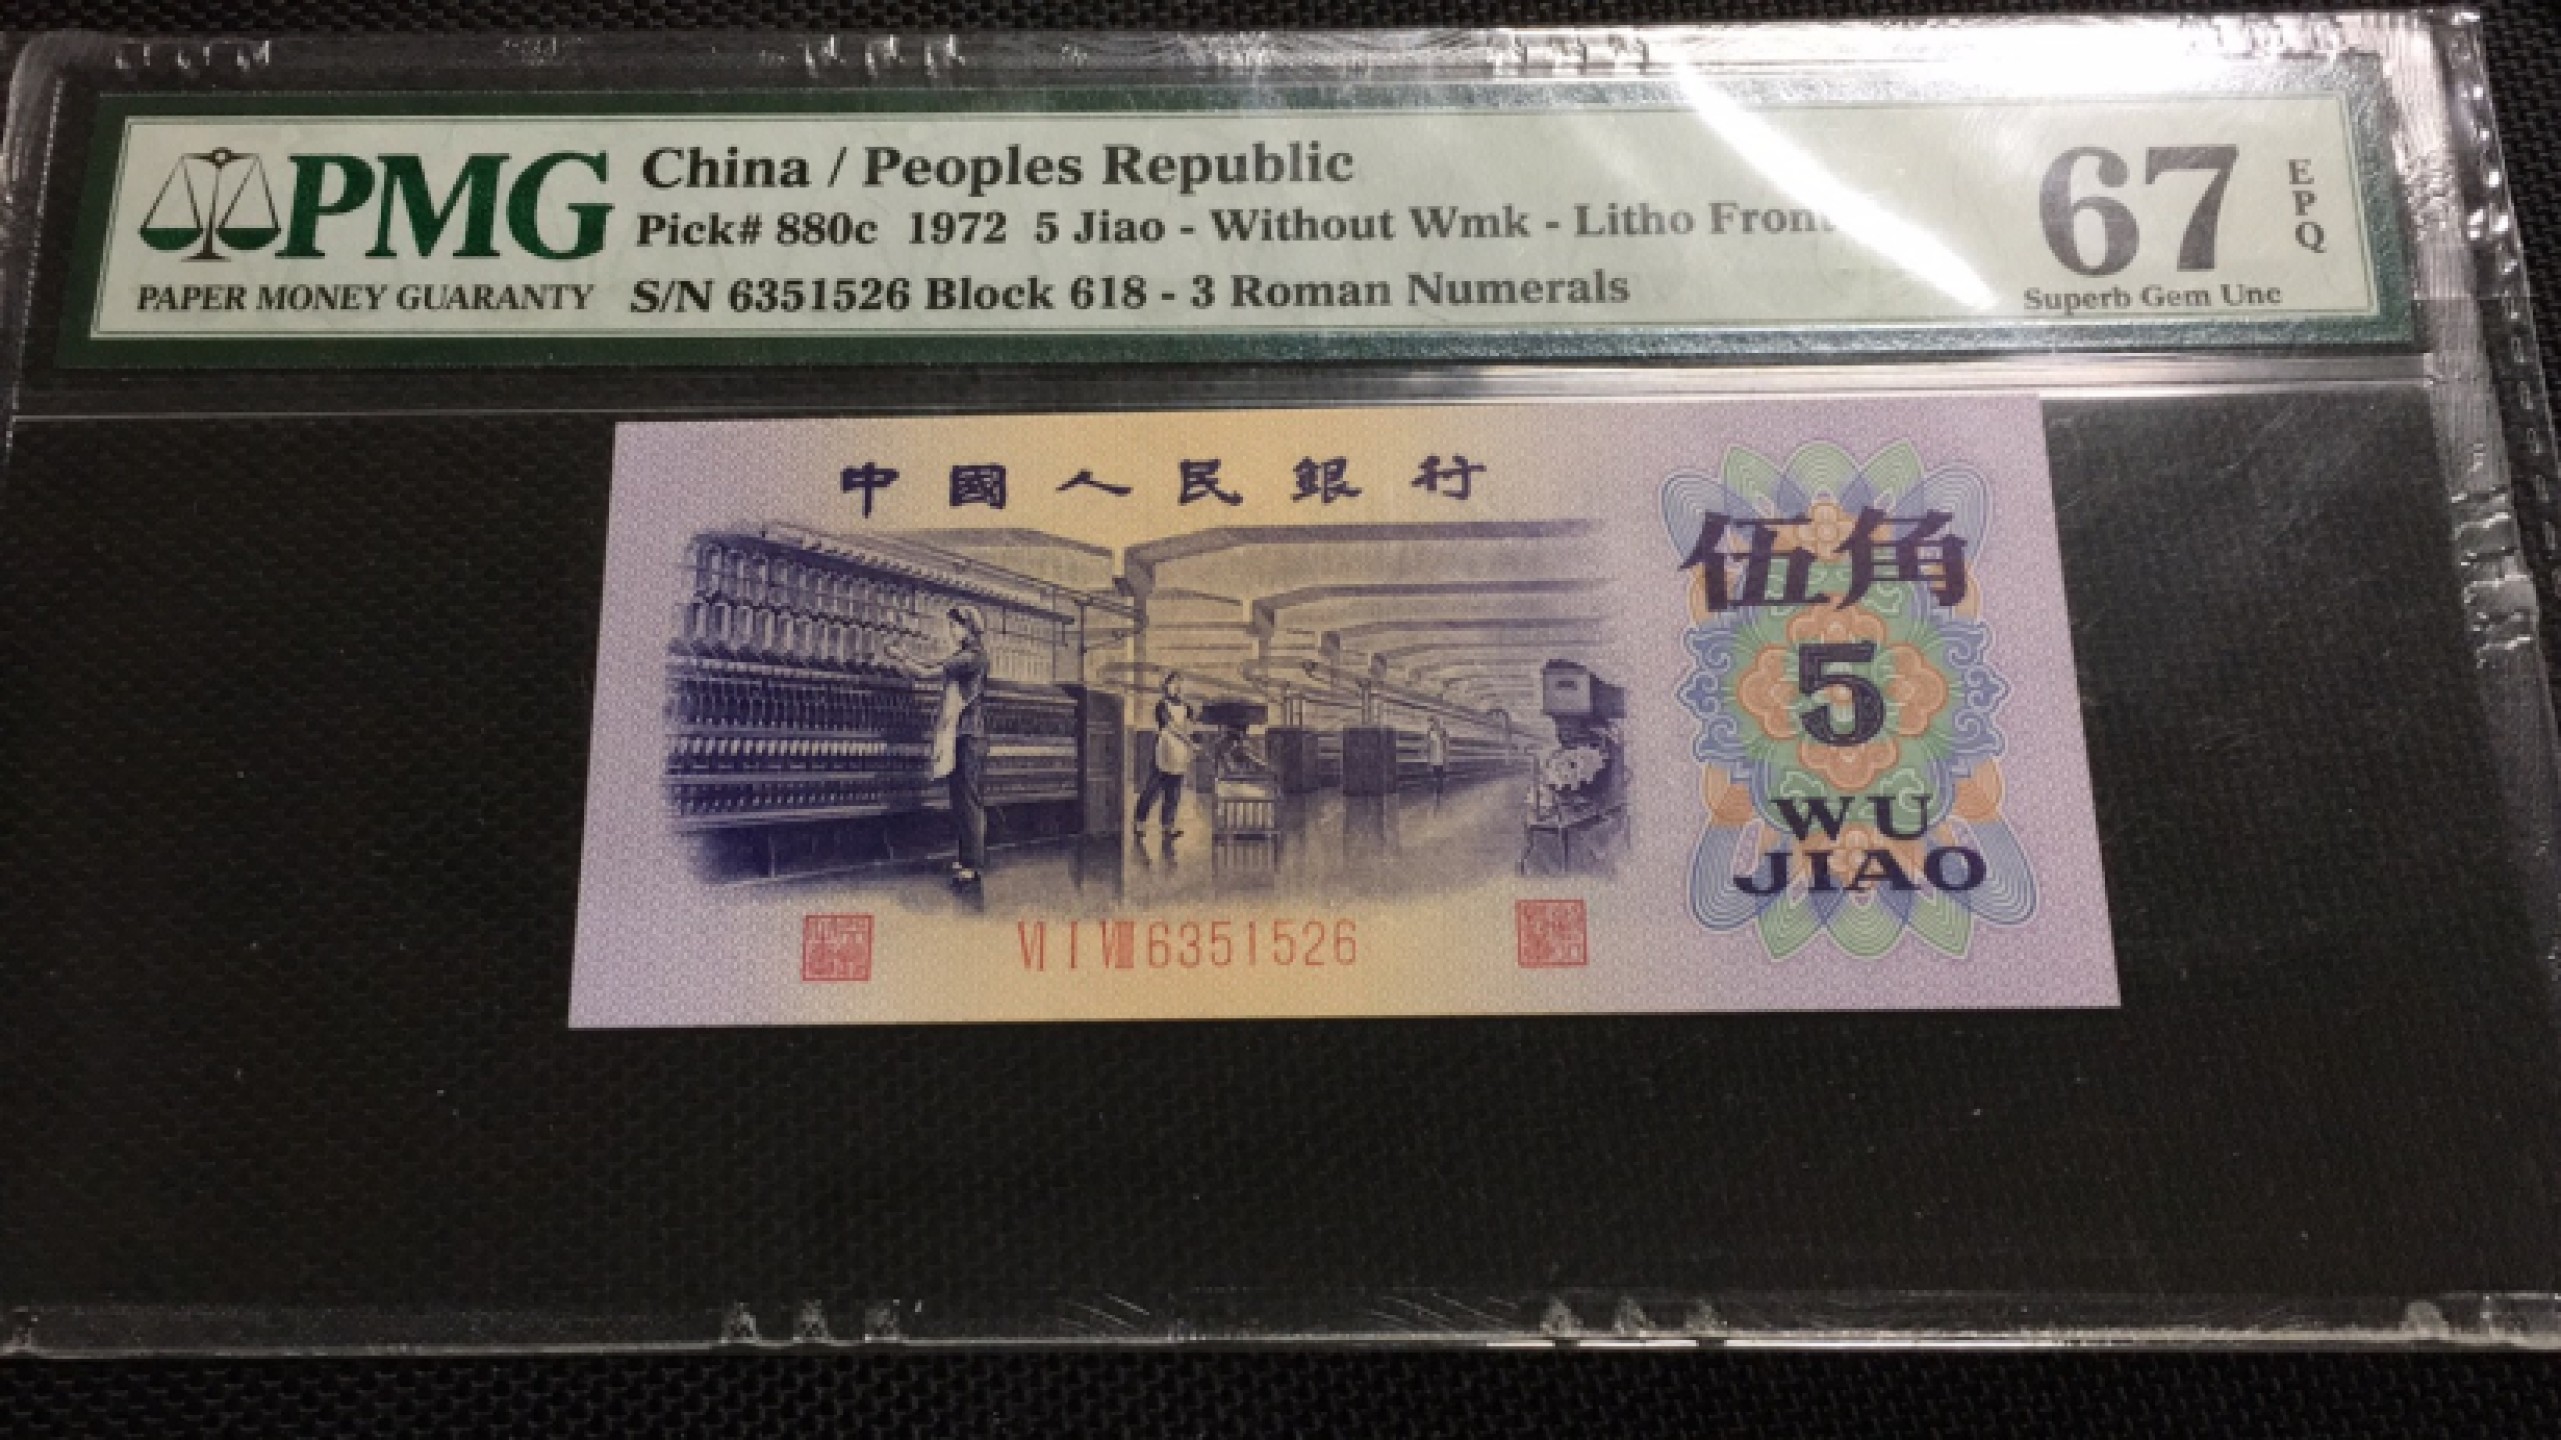 PMG
PAPER MONEY GUARANTY
China / Peoples Republic
Pick# 880c 1972 5 Jiao - Without Wmk - Litho Front
S/N 6351526 Block 618 - 3 Roman Numerals
67
EPQ
Superb Gem Unc
中國人民銀行
伍角
5
WU
JIAO
VI I VIII 6351526